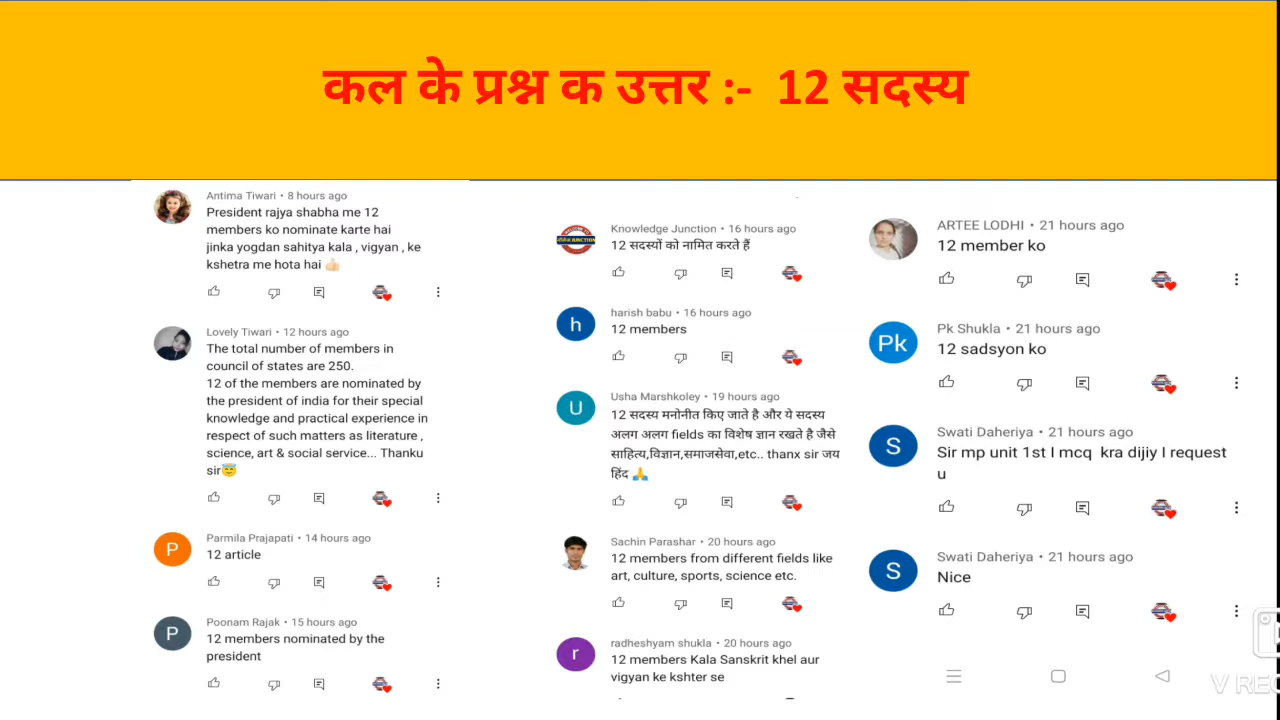 कल के प्रश्न क उत्तर :- 12 सदस्य
Antima Tiwari • 8 hours ago
President rajya shabha me 12
members ko nominate karte hai
jinka yogdan sahitya kala , vigyan , ke
kshetra me hota hai 👍🏻
Lovely Tiwari • 12 hours ago
The total number of members in
council of states are 250.
12 of the members are nominated by
the president of india for their special
knowledge and practical experience in
respect of such matters as literature ,
science, art & social service... Thanku
sir😇
P
Parmila Prajapati • 14 hours ago
12 article
P
Poonam Rajak • 15 hours ago
12 members nominated by the
president
Knowledge Junction • 16 hours ago
12 सदस्यों को नामित करते हैं
h
harish babu • 16 hours ago
12 members
U
Usha Marshkoley • 19 hours ago
12 सदस्य मनोनीत किए जाते है और ये सदस्य
अलग अलग fields का विशेष ज्ञान रखते है जैसे
साहित्य,विज्ञान,समाजसेवा,etc.. thanx sir जय
हिंद 🙏
Sachin Parashar • 20 hours ago
12 members from different fields like
art, culture, sports, science etc.
r
radheshyam shukla • 20 hours ago
12 members Kala Sanskrit khel aur
vigyan ke kshter se
ARTEE LODHI • 21 hours ago
12 member ko
Pk
Pk Shukla • 21 hours ago
12 sadsyon ko
S
Swati Daheriya • 21 hours ago
Sir mp unit 1st I mcq kra dijiy I request
u
S
Swati Daheriya • 21 hours ago
Nice
V REC